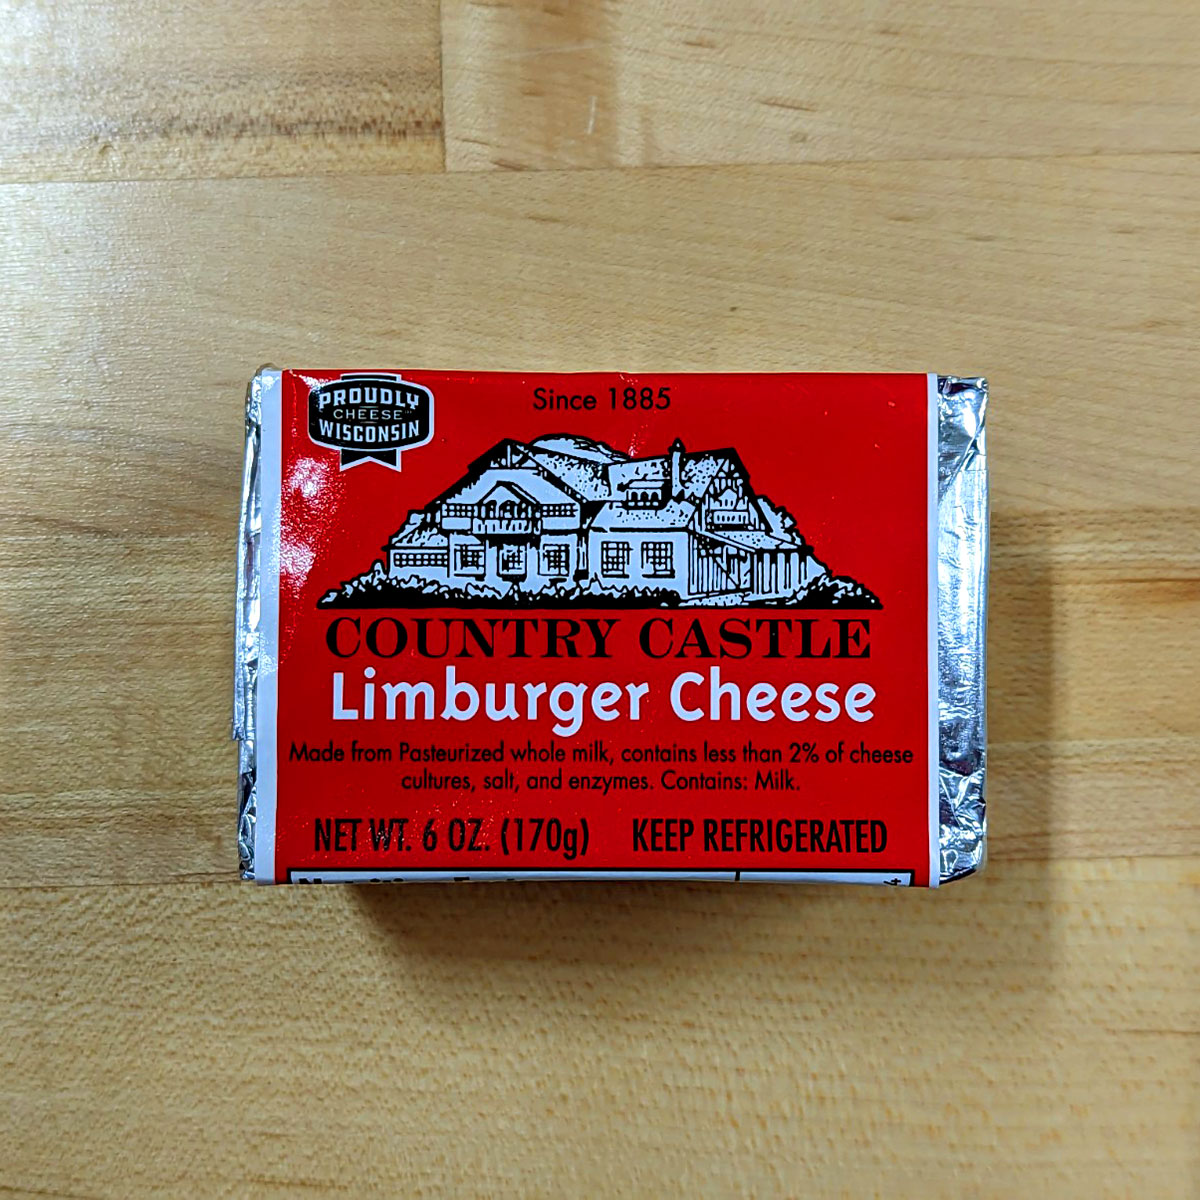 PROUDLY
CHEESE™
WISCONSIN
Since 1885
COUNTRY CASTLE
Limburger Cheese
Made from Pasteurized whole milk, contains less than 2% of cheese
cultures, salt, and enzymes. Contains: Milk.
NET WT. 6 OZ. (170g) KEEP REFRIGERATED